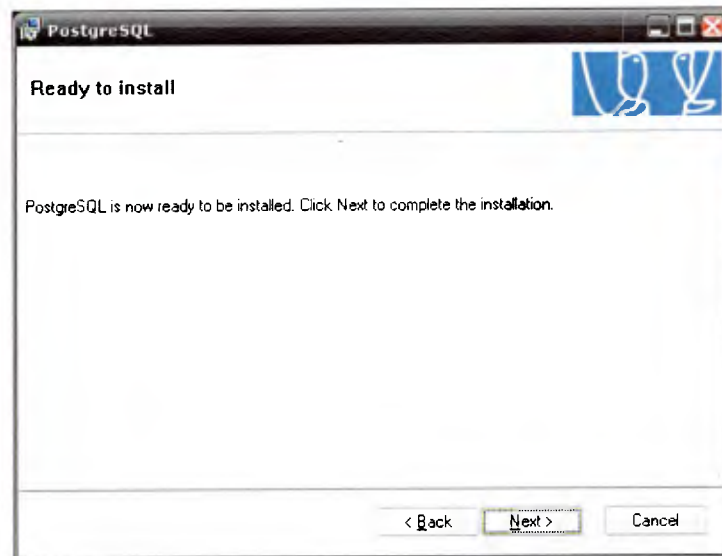 PostgreSQL
Ready to install
PostgreSQL is now ready to be installed. Click Next to complete the installation.
< Back
Next >
Cancel